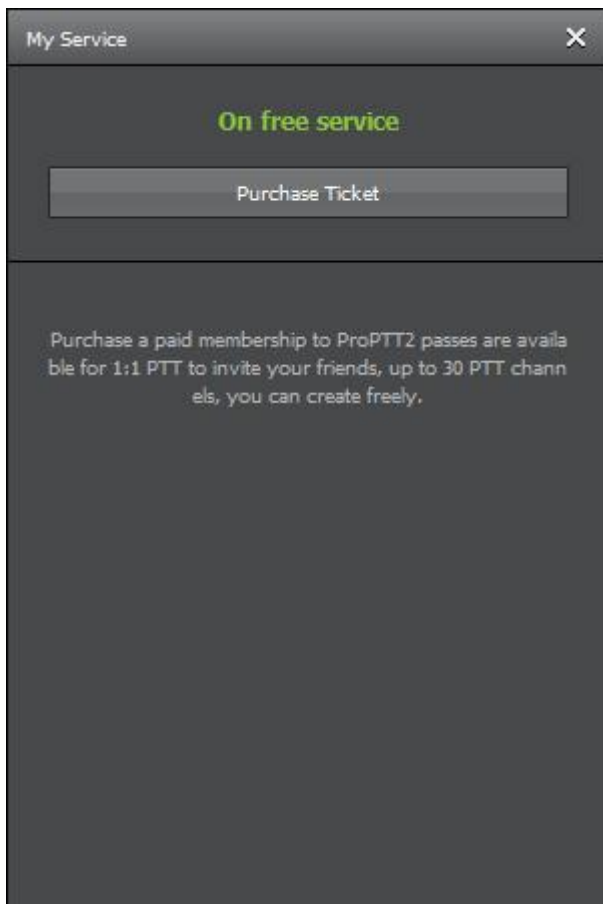 My Service
On free service
Purchase Ticket
Purchase a paid membership to ProPTT2 passes are availa
ble for 1:1 PTT to invite your friends, up to 30 PTT chann
els, you can create freely.